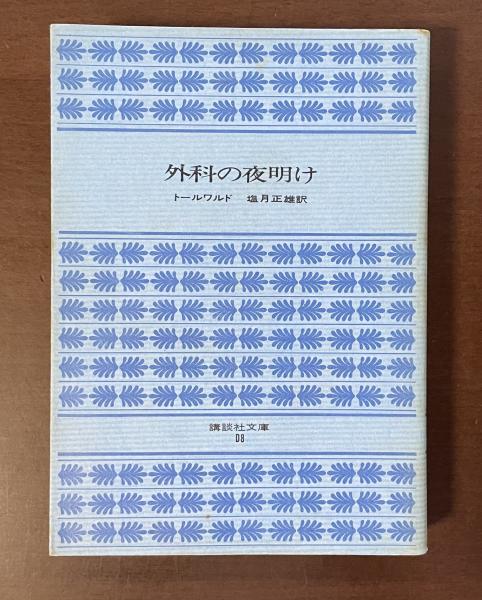 外科の夜明け
トールワルド 塩月正雄訳
講談社文庫
D8